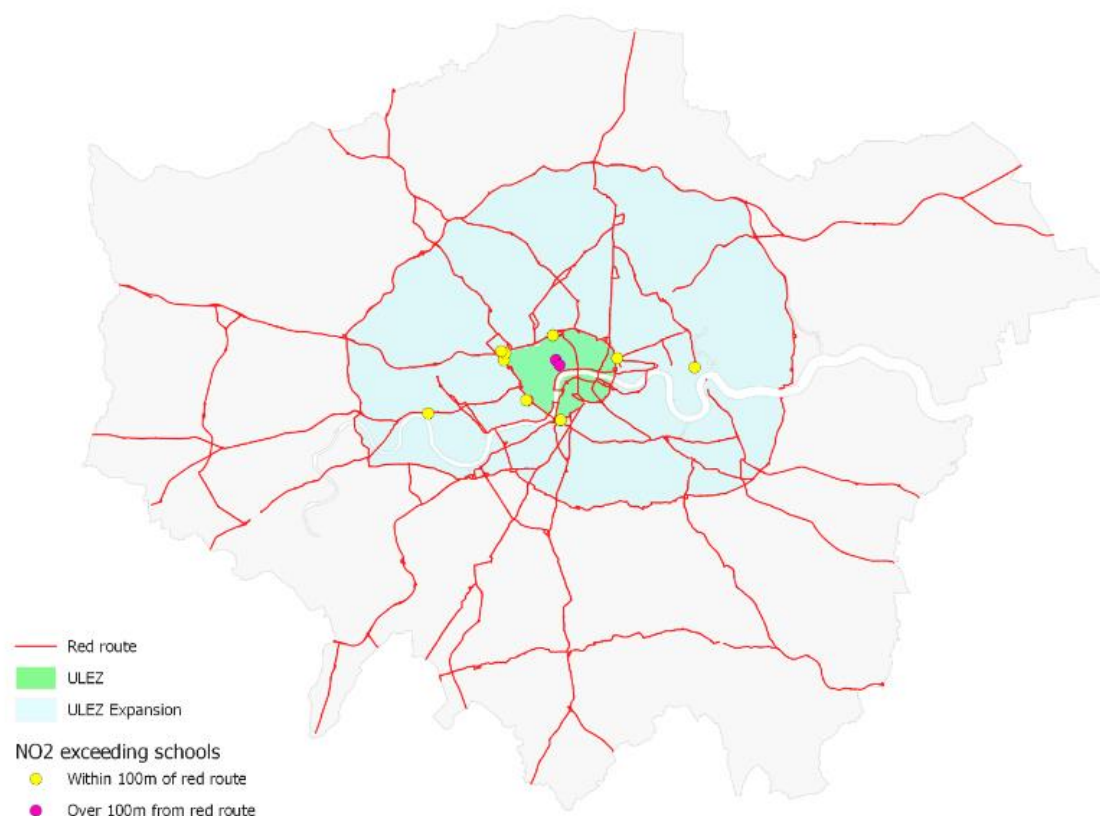 Red route
ULEZ
ULEZ Expansion
NO2 exceeding schools
Within 100m of red route
Over 100m from red route